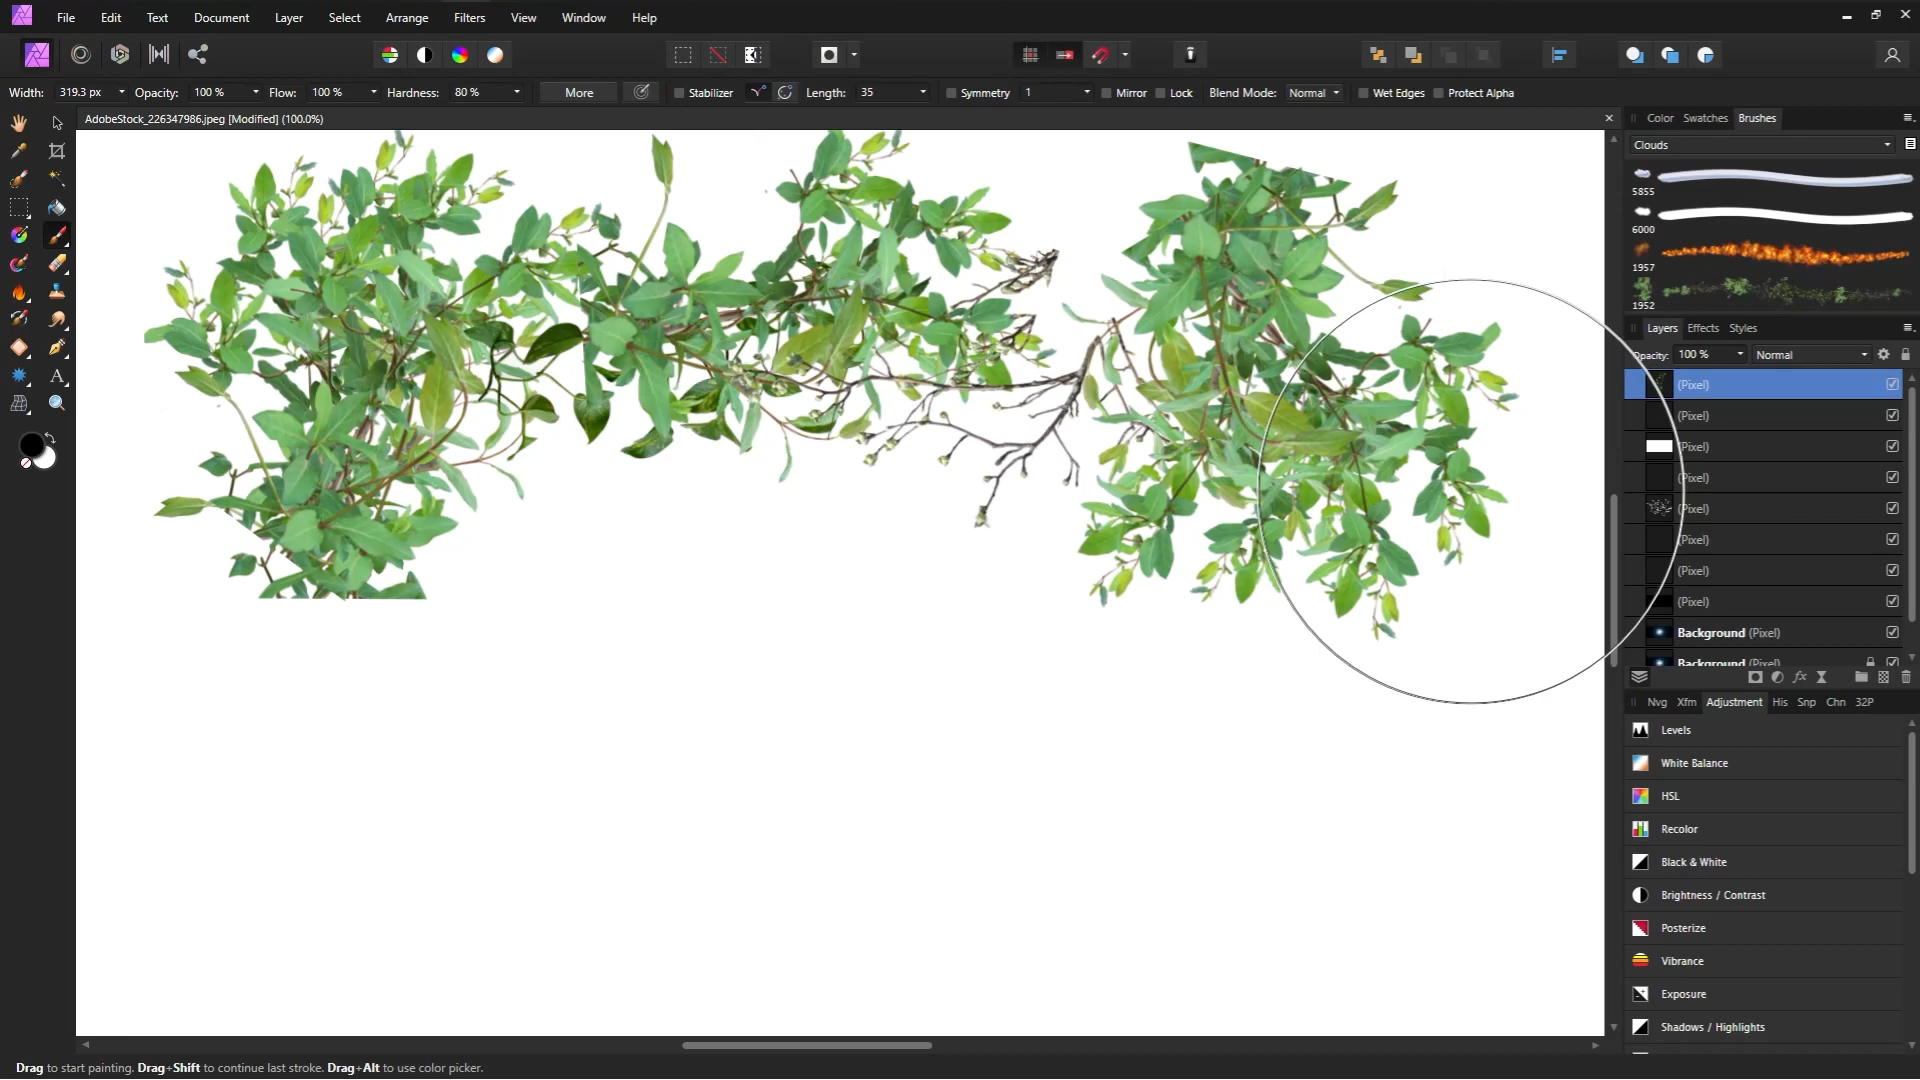 File Edit Text Document Layer Select Arrange Filters View Window Help
Width: 319.3 px Opacity: 100 % Flow: 100 % Hardness: 80 % More Stabilizer Length: 35 Symmetry 1 Mirror Lock Blend Mode: Normal Wet Edges Protect Alpha
AdobeStock_226347986.jpeg [Modified] (100.0%)
Color Swatches Brushes
Clouds
5855
6000
1957
1952
Layers Effects Styles
Opacity: 100 % Normal
(Pixel)
(Pixel)
(Pixel)
(Pixel)
(Pixel)
(Pixel)
(Pixel)
(Pixel)
Background (Pixel)
Background (Pixel)
Nvg Xfm Adjustment His Snp Chn 32P
Levels
White Balance
HSL
Recolor
Black & White
Brightness / Contrast
Posterize
Vibrance
Exposure
Shadows / Highlights
Drag to start painting. Drag+Shift to continue last stroke. Drag+Alt to use color picker.